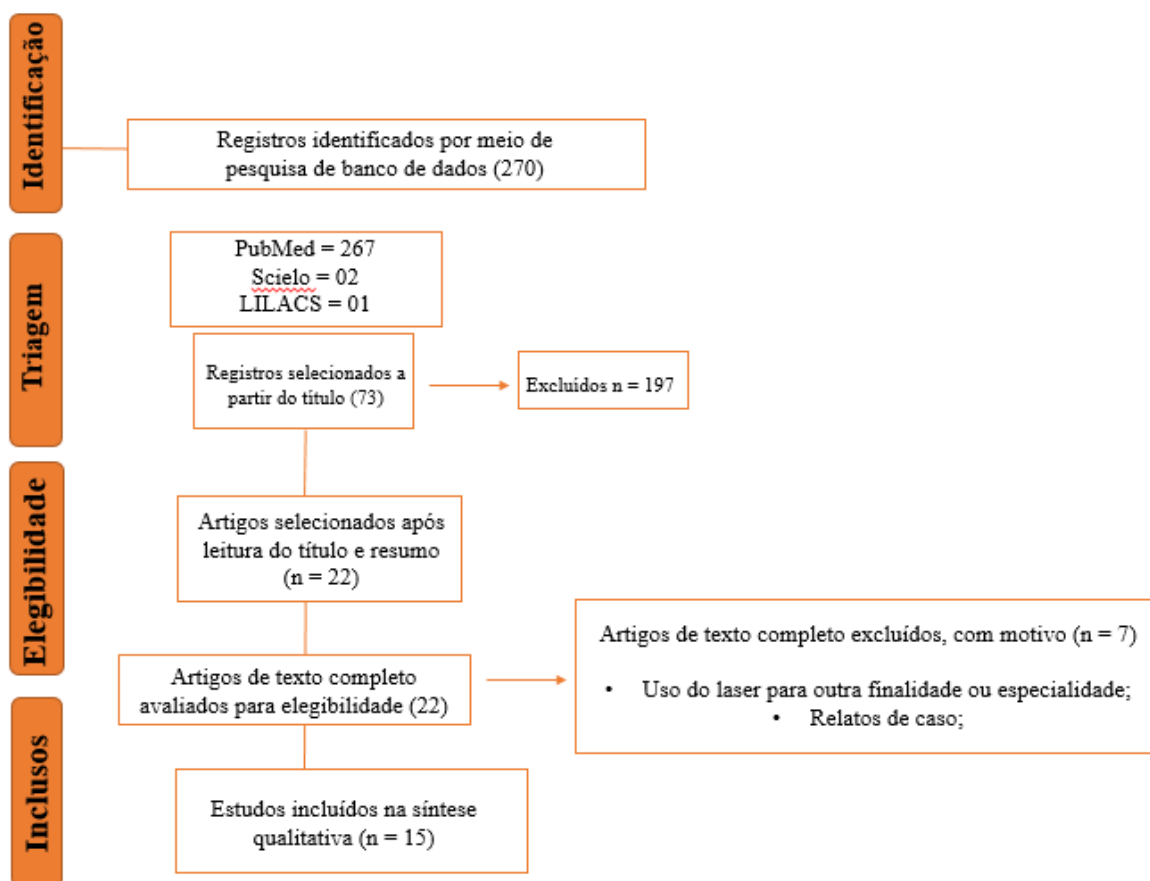 Identificação
Registros identificados por meio de
pesquisa de banco de dados (270)
Triagem
PubMed = 267
Scielo = 02
LILACS = 01
Registros selecionados a
partir do título (73)
Excluídos n = 197
Elegibilidade
Artigos selecionados após
leitura do título e resumo
(n = 22)
Artigos de texto completo
avaliados para elegibilidade (22)
Artigos de texto completo excluídos, com motivo (n = 7)
• Uso do laser para outra finalidade ou especialidade;
• Relatos de caso;
Inclusos
Estudos incluídos na síntese
qualitativa (n = 15)